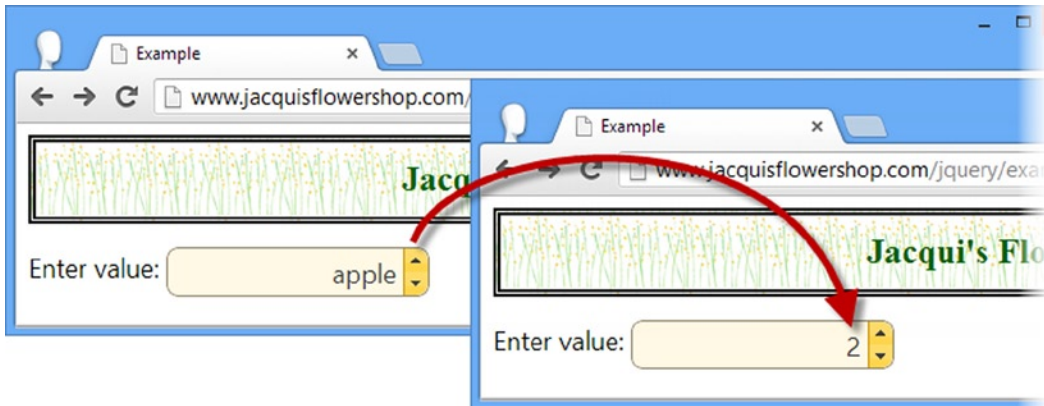 Example
www.jacquisflowershop.com/
Jacq
Enter value:
apple
Example
www.jacquisflowershop.com/jquery/exa
Jacqui's Flo
Enter value:
2